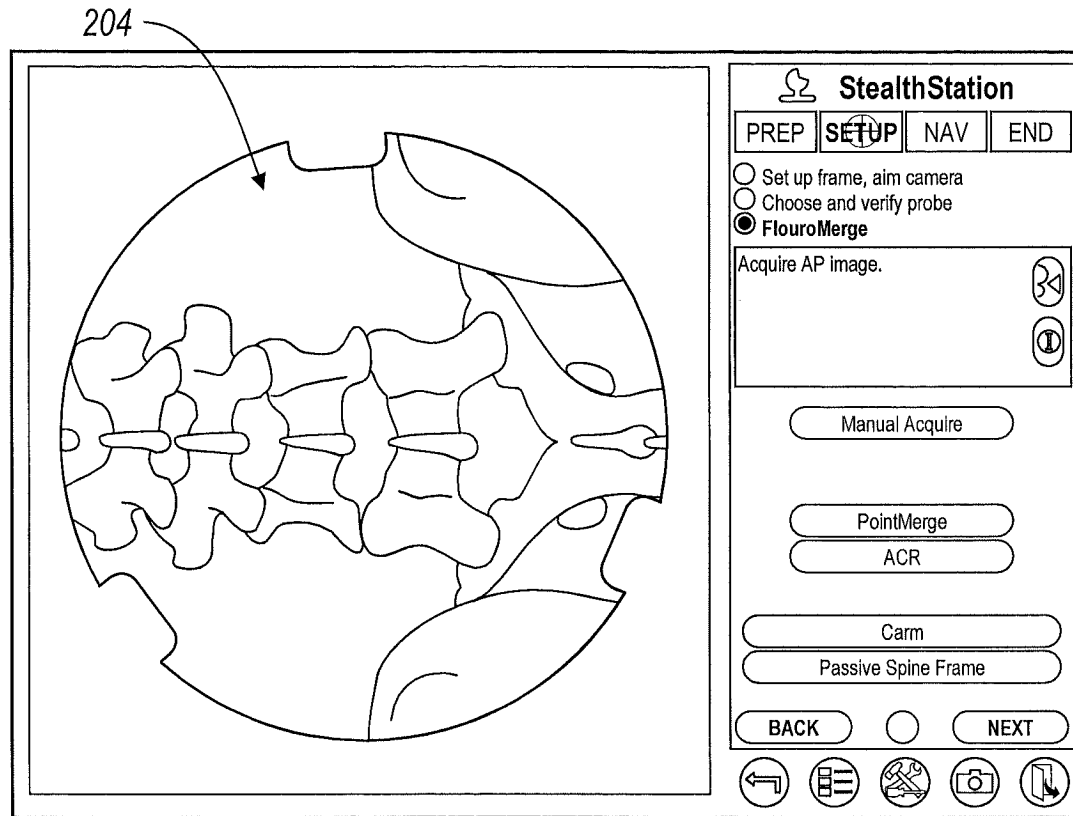 204
StealthStation
PREP SETUP NAV END
Set up frame, aim camera
Choose and verify probe
FlouroMerge
Acquire AP image.
Manual Acquire
PointMerge
ACR
Carm
Passive Spine Frame
BACK NEXT